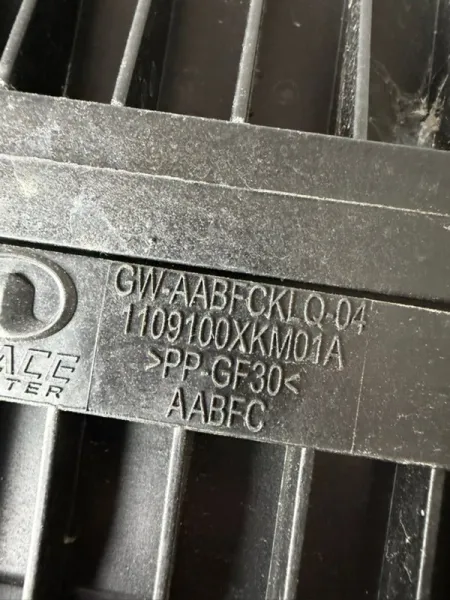 GW-AABFCKLQ-04
1109100XKM01A
>PP-GF30<
AABFC